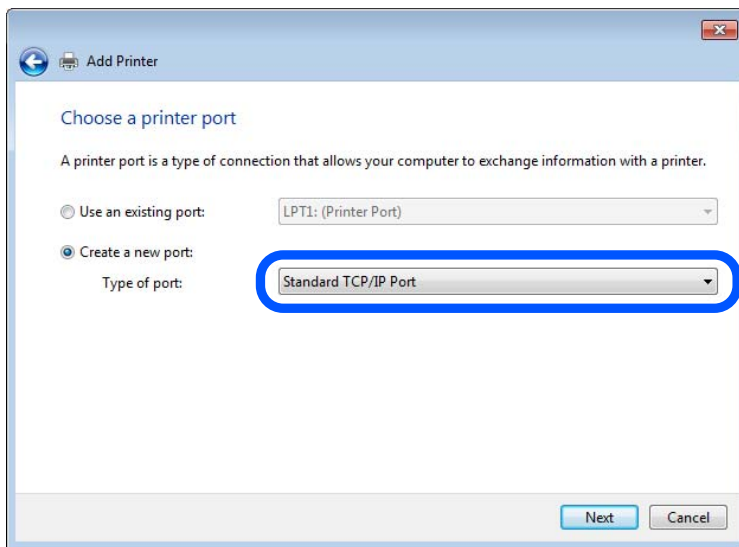 Add Printer
Choose a printer port
A printer port is a type of connection that allows your computer to exchange information with a printer.
Use an existing port: LPT1: (Printer Port)
Create a new port:
Type of port: Standard TCP/IP Port
Next Cancel